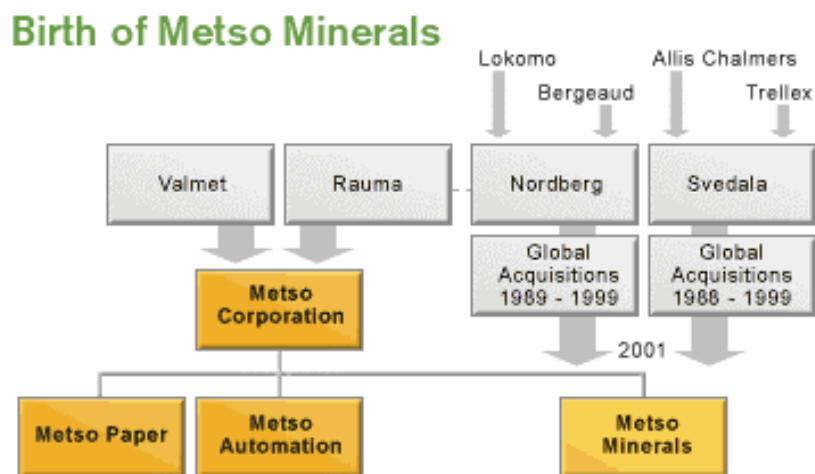 Birth of Metso Minerals
Lokomo
Allis Chalmers
Bergeaud
Trellex
Valmet
Rauma
Nordberg
Svedala
Global
Acquisitions
1989 - 1999
Global
Acquisitions
1988 - 1999
Metso
Corporation
2001
Metso Paper
Metso
Automation
Metso
Minerals